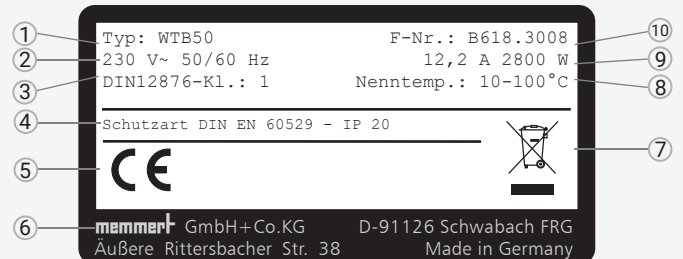 1 Typ: WTB50 F-Nr.: B618.3008 10
2 230 V~ 50/60 Hz 12,2 A 2800 W 9
3 DIN12876-Kl.: 1 Nenntemp.: 10-100°C 8
4 Schutzart DIN EN 60529 - IP 20
5 CE 7
6 memmert GmbH+Co.KG D-91126 Schwabach FRG
Äußere Rittersbacher Str. 38 Made in Germany